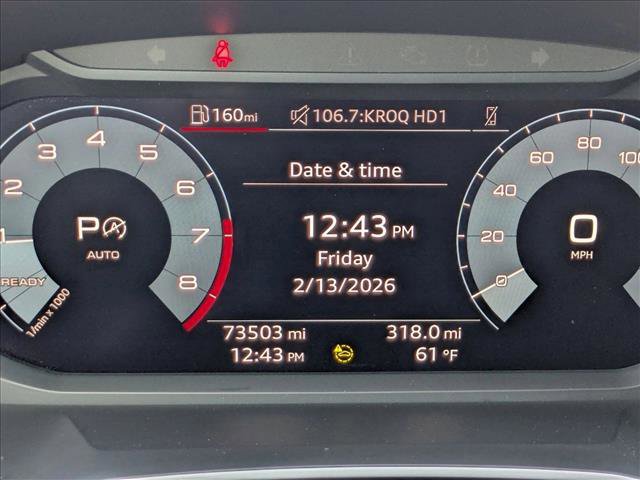 160mi
106.7:KROQ HD1
Date & time
12:43 PM
Friday
2/13/2026
1 2 3 4 5 6 7 8
READY
1/min x 1000
P A
AUTO
0 20 40 60 80 100
0
MPH
73503 mi
318.0 mi
12:43 PM
61 °F